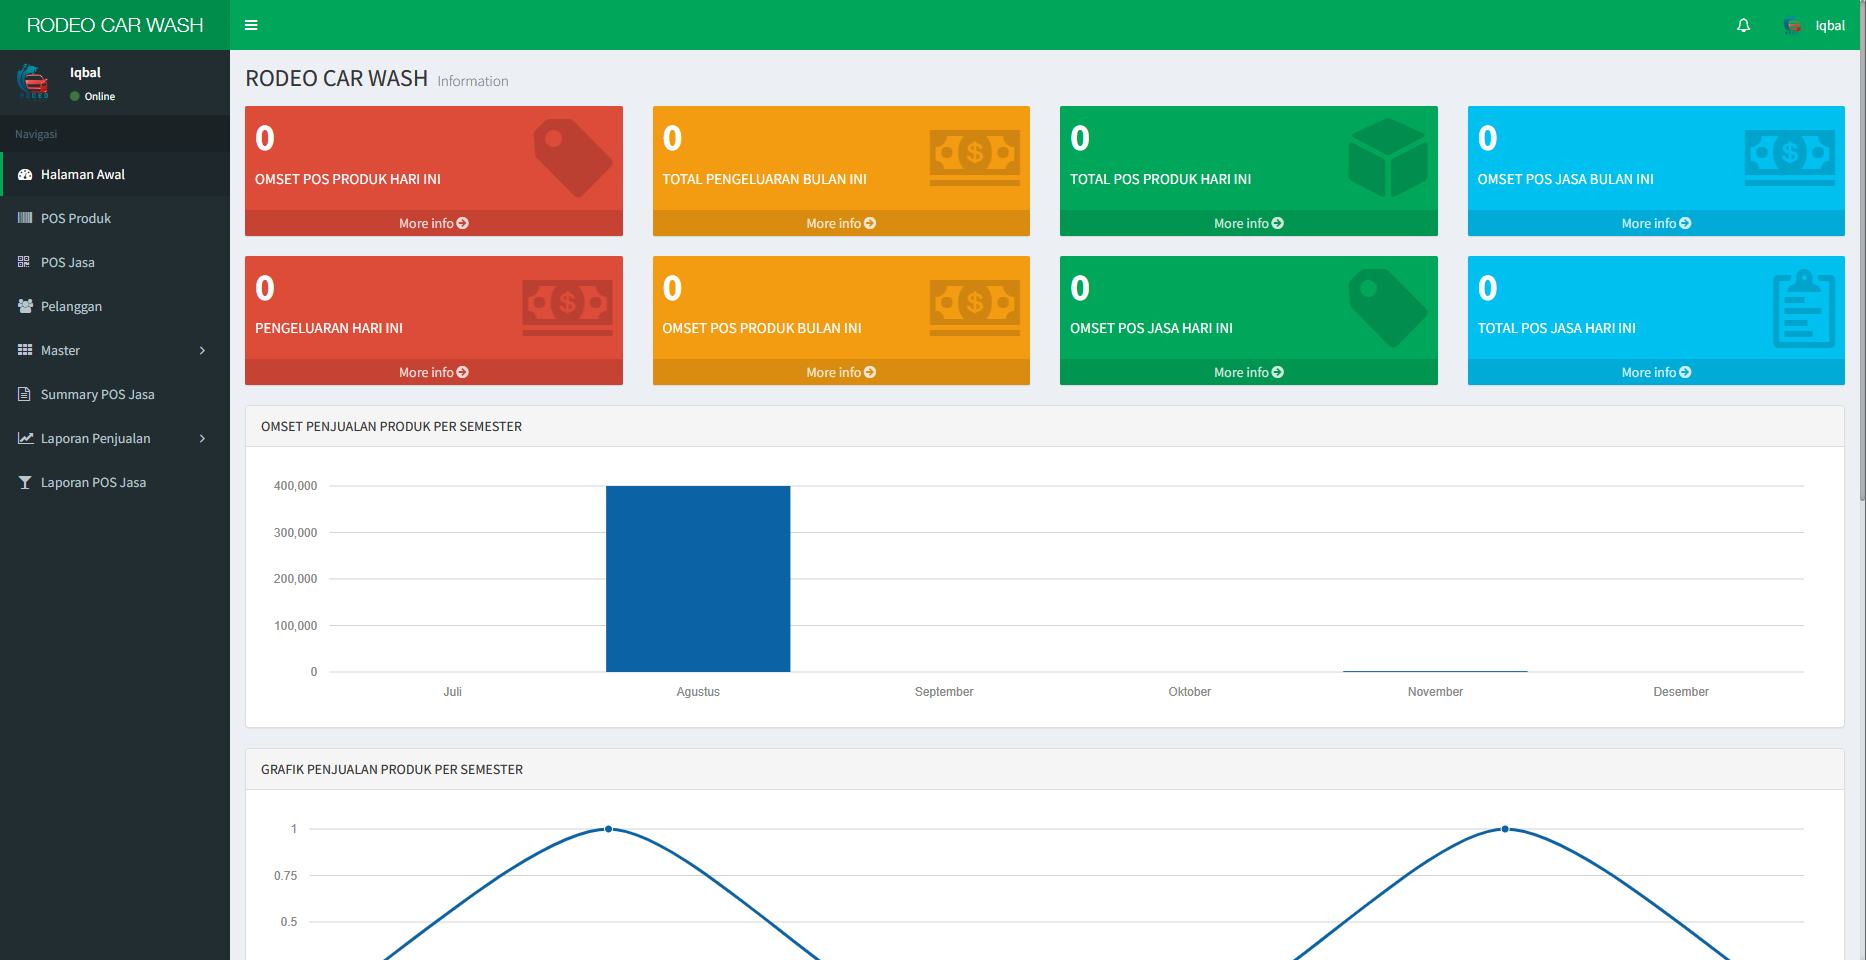 RODEO CAR WASH
Iqbal
Iqbal
Online
Navigasi
Halaman Awal
POS Produk
POS Jasa
Pelanggan
Master
Summary POS Jasa
Laporan Penjualan
Laporan POS Jasa
RODEO CAR WASH Information
0
OMSET POS PRODUK HARI INI
More info
0
TOTAL PENGELUARAN BULAN INI
More info
0
TOTAL POS PRODUK HARI INI
More info
0
OMSET POS JASA BULAN INI
More info
0
PENGELUARAN HARI INI
More info
0
OMSET POS PRODUK BULAN INI
More info
0
OMSET POS JASA HARI INI
More info
0
TOTAL POS JASA HARI INI
More info
OMSET PENJUALAN PRODUK PER SEMESTER
400,000
300,000
200,000
100,000
0
Juli Agustus September Oktober November Desember
GRAFIK PENJUALAN PRODUK PER SEMESTER
1
0.75
0.5